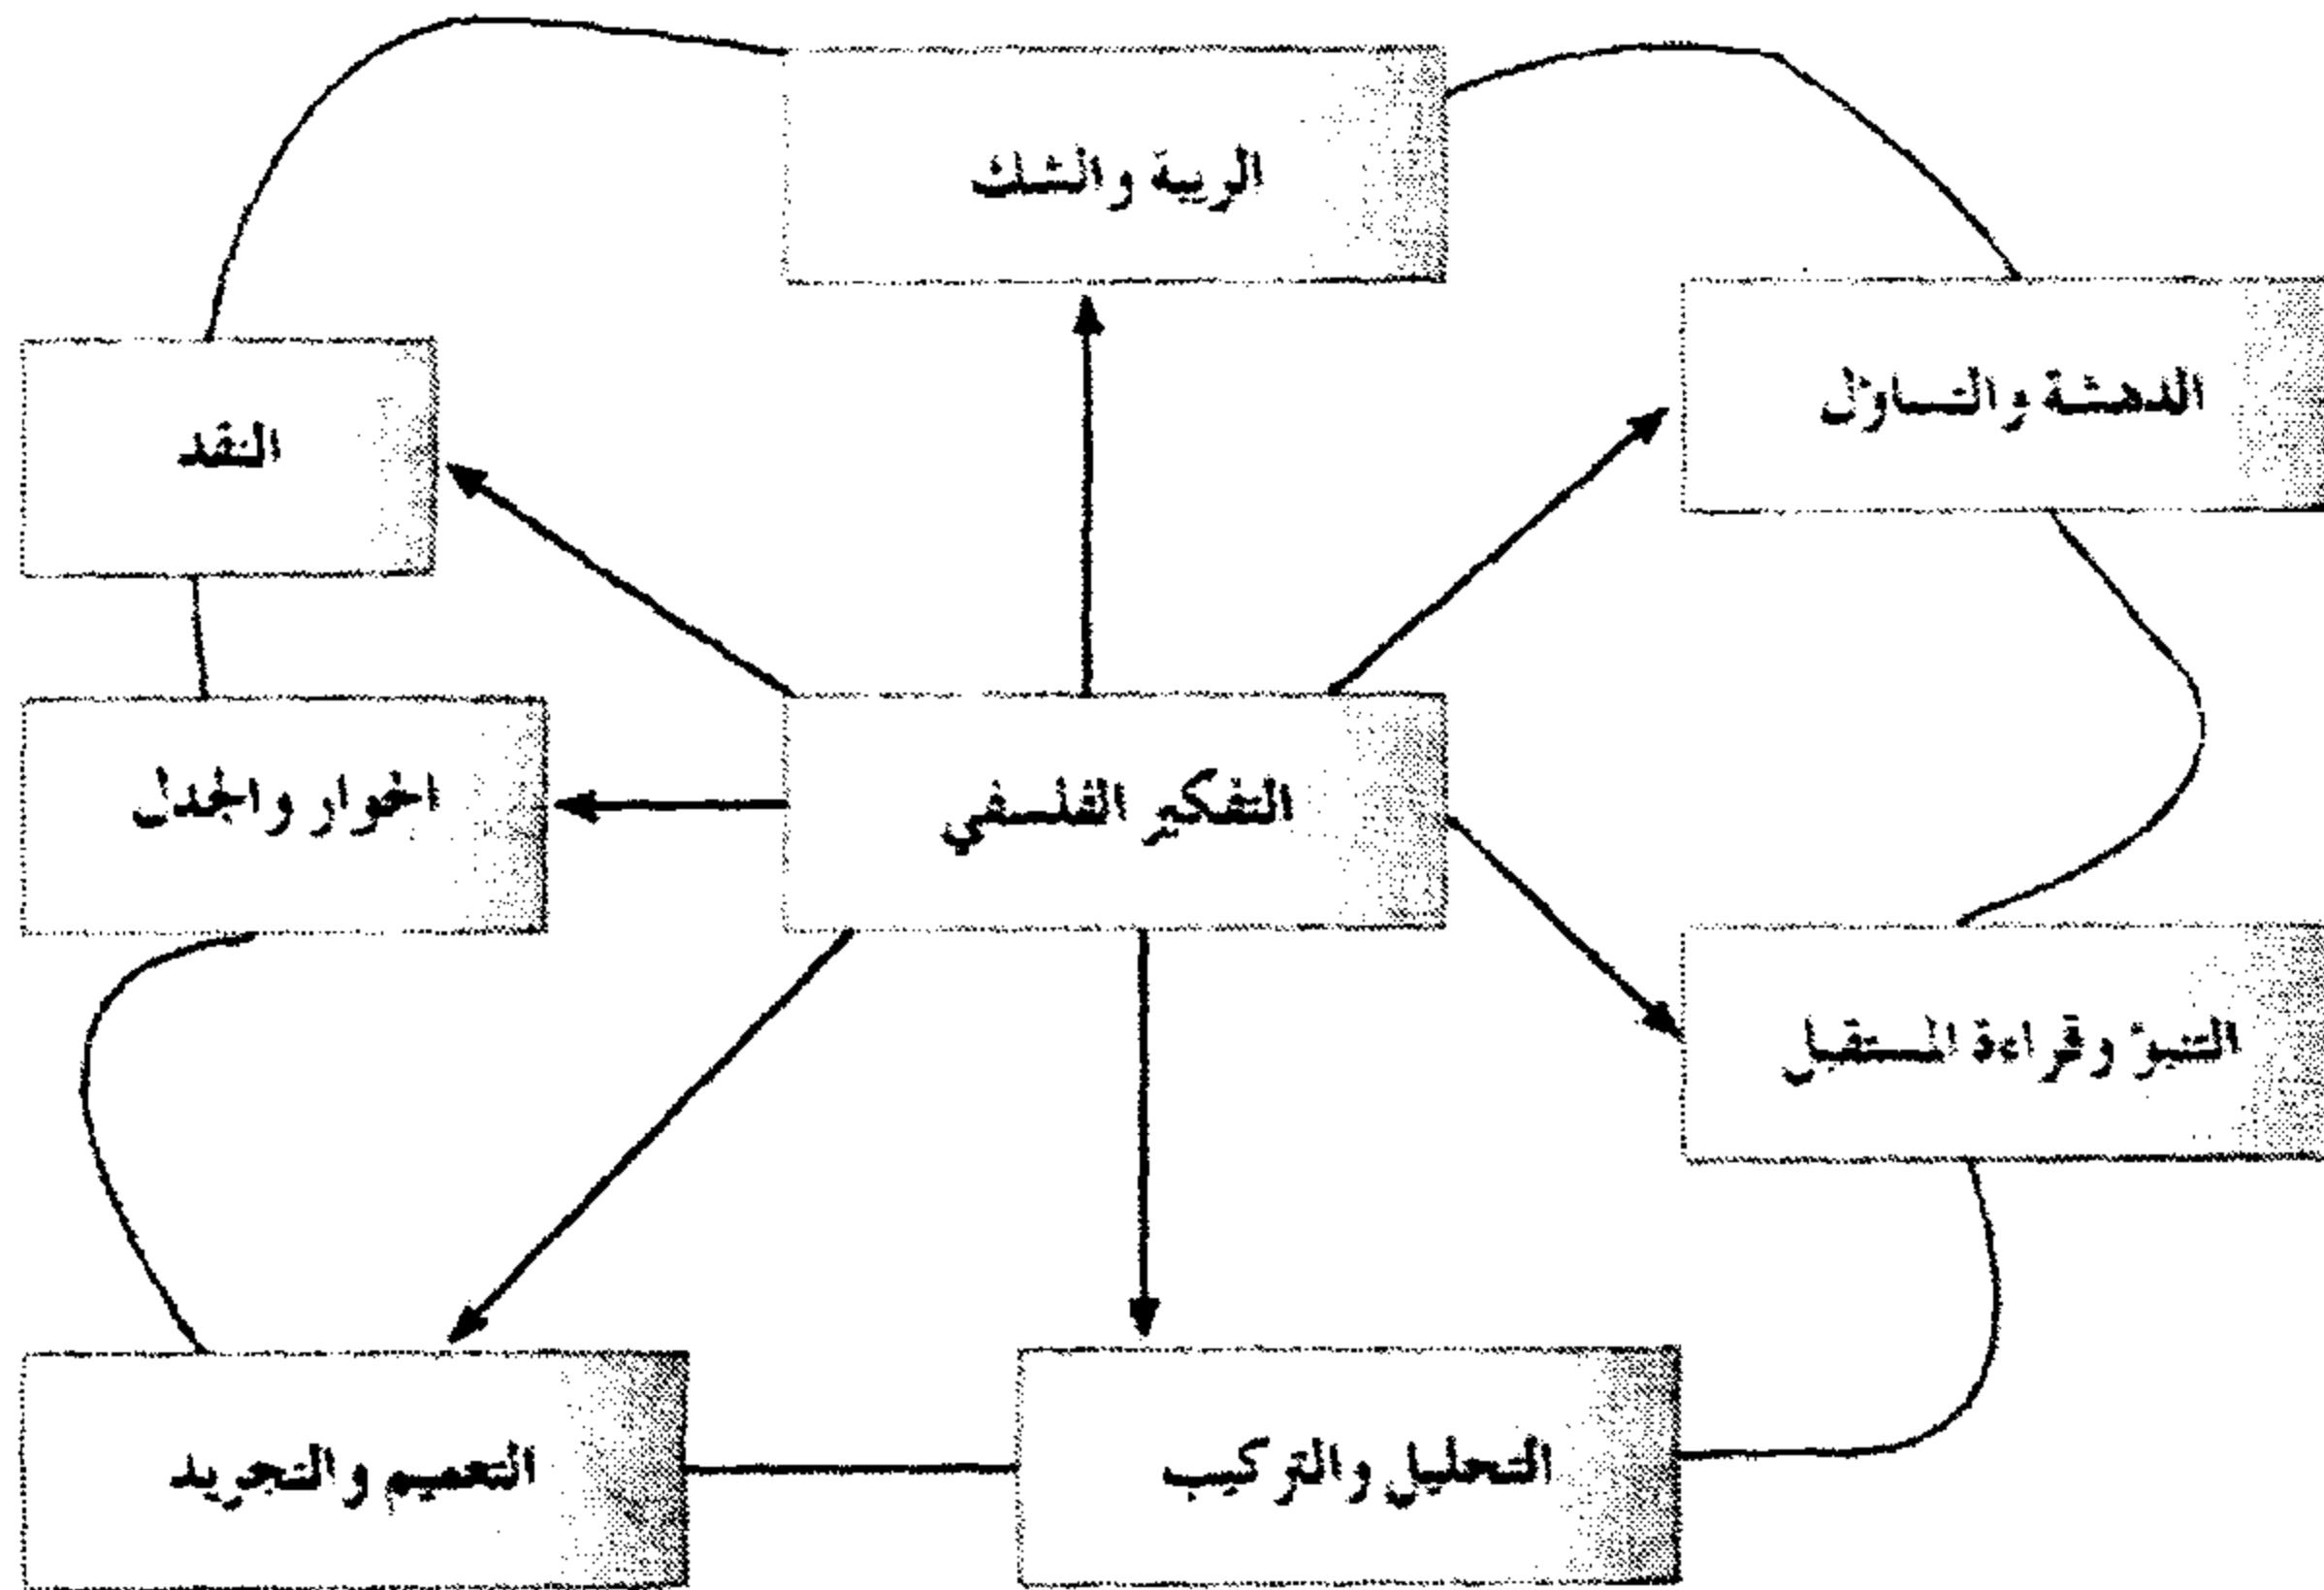 الريبة والشك
الدهشة والتساؤل
النقد
التفكير الفلسفي
الحوار والجدل
التنبؤ وقراءة المستقبل
التحليل والتركيب
التعميم والتجريد